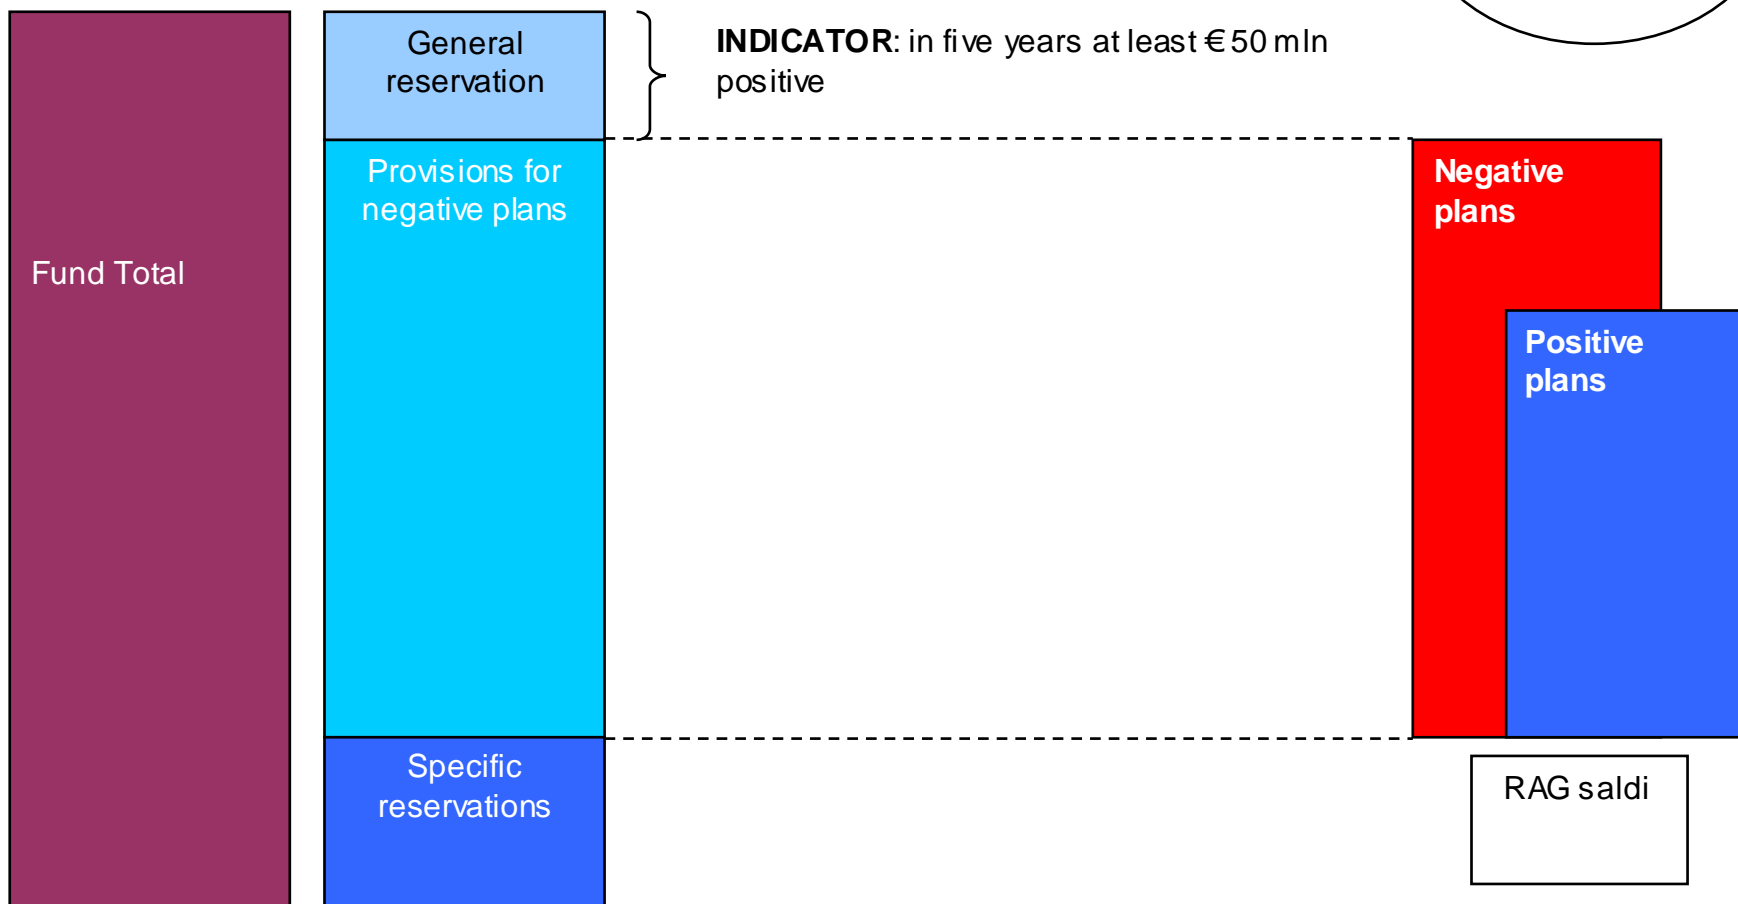 General
reservation
INDICATOR: in five years at least €50 mln
positive
Provisions for
negative plans
Negative
plans
Fund Total
Positive
plans
Specific
reservations
RAG saldi